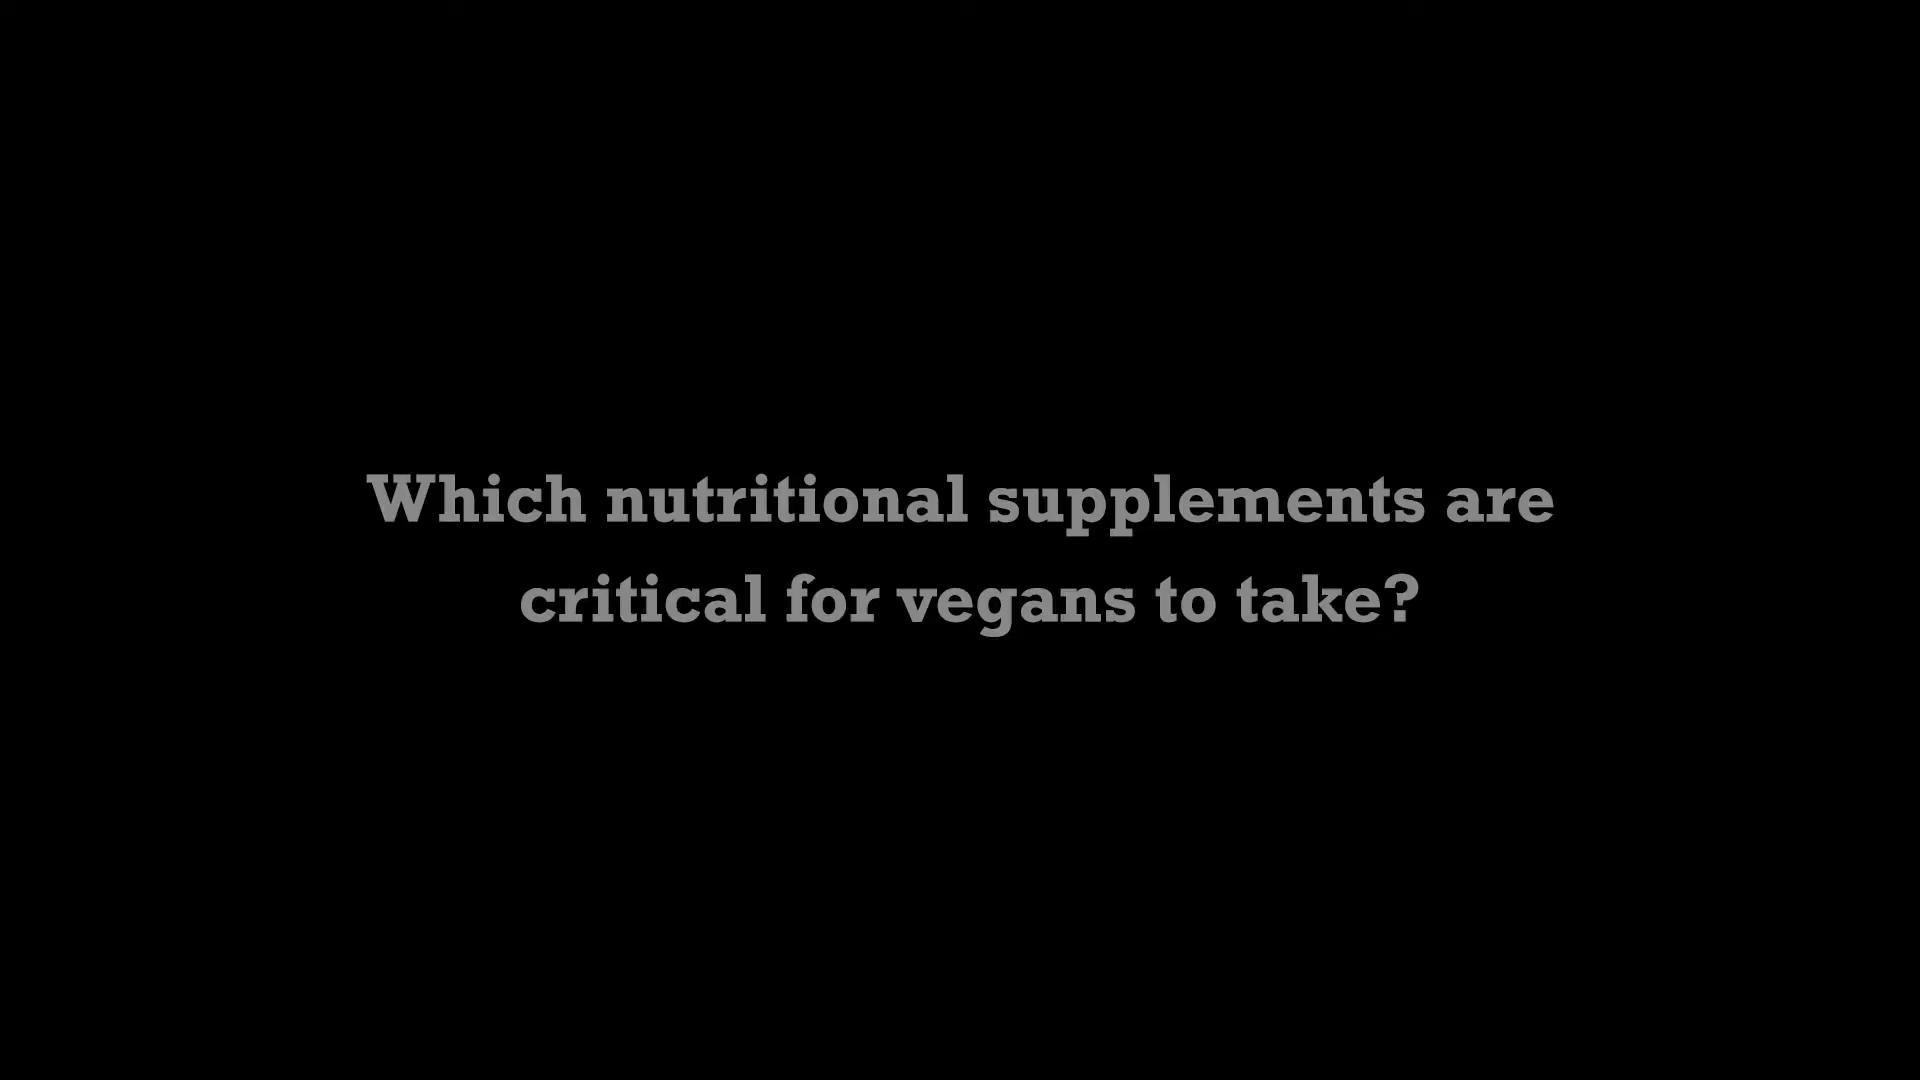 Which nutritional supplements are
critical for vegans to take?